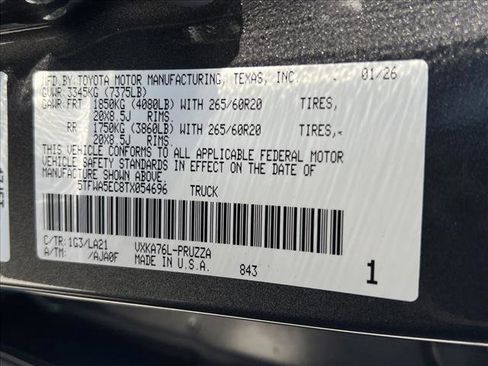 MFD.BY:TOYOTA MOTOR MANUFACTURING, TEXAS, INC. 01/26
GVWR:3345KG (7375LB)
GAWR:FRT 1850KG (4080LB) WITH 265/60R20 TIRES,
20X8.5J RIMS,
RR 1750KG (3860LB) WITH 265/60R20 TIRES,
20X8.5J RIMS.
THIS VEHICLE CONFORMS TO ALL APPLICABLE FEDERAL MOTOR
VEHICLE SAFETY STANDARDS IN EFFECT ON THE DATE OF
MANUFACTURE SHOWN ABOVE.
5TFWA5EC8TX054696 TRUCK
C/TR:1G3/LA21 VXKA76L-PRUZZA
A/TM: /AJA0F MADE IN U.S.A. 843 1